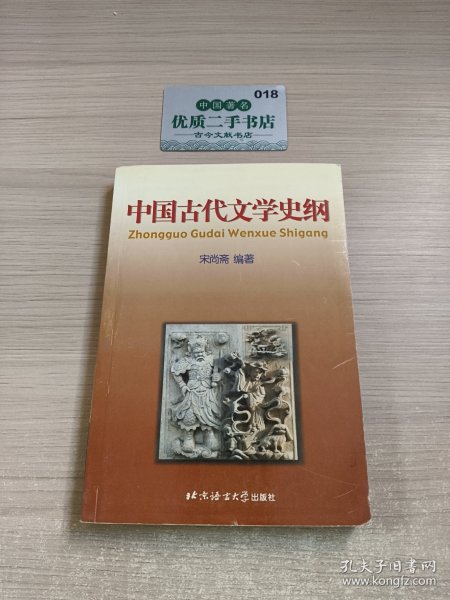 018
中国著名
优质二手书店
古今文献书店
中国古代文学史纲
Zhongguo Gudai Wenxue Shigang
宋尚斋 编著
北京语言大学出版社
孔夫子旧书网
www.kongfz.com